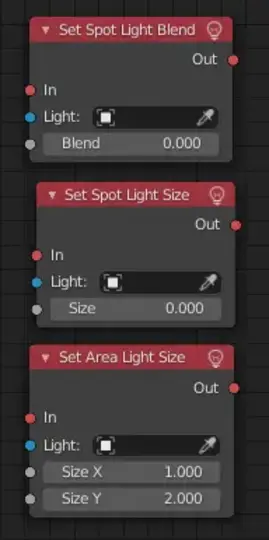 Set Spot Light Blend
Out
In
Light:
Blend 0.000
Set Spot Light Size
Out
In
Light:
Size 0.000
Set Area Light Size
Out
In
Light:
Size X 1.000
Size Y 2.000